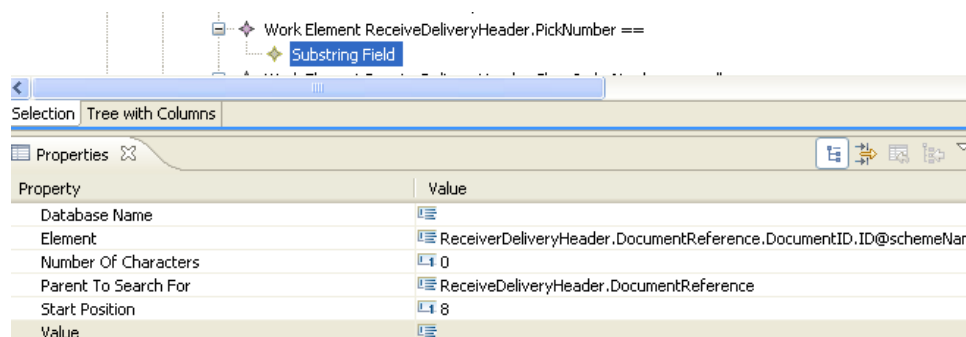 Work Element ReceiveDeliveryHeader.PickNumber ==
Substring Field
Selection Tree with Columns
Properties
Property Value
Database Name
Element ReceiverDeliveryHeader.DocumentReference.DocumentID.ID@schemeNar
Number Of Characters 0
Parent To Search For ReceiveDeliveryHeader.DocumentReference
Start Position 8
Value